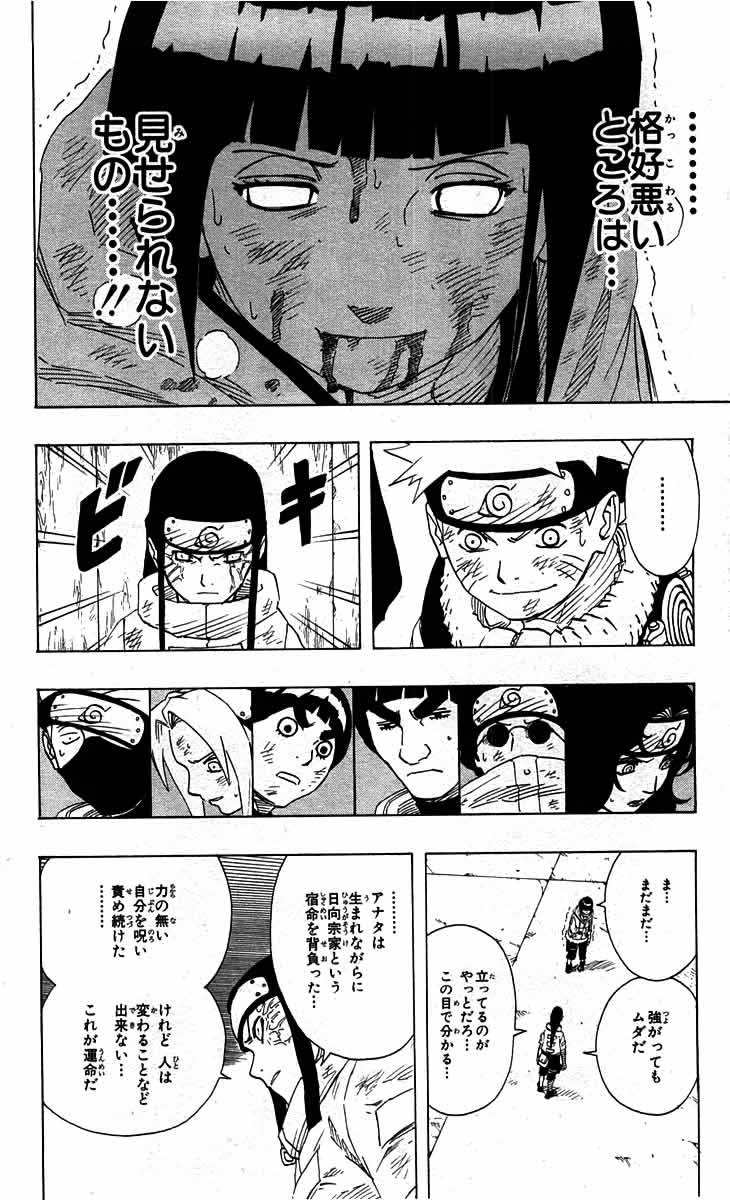 ………
格好悪い
ところは…
見せられない
もの………!!
………
ビ
キ
ま…
まだまだ…
強がっても
ムダだ
立ってるのが
やっとだろ…
この目で分かる…
………
アナタは
生まれながらに
日向宗家という
宿命を背負った…
力の無い
自分を呪い
責め続けた
………
けれど 人は
変わることなど
出来ない…
これが運命だ